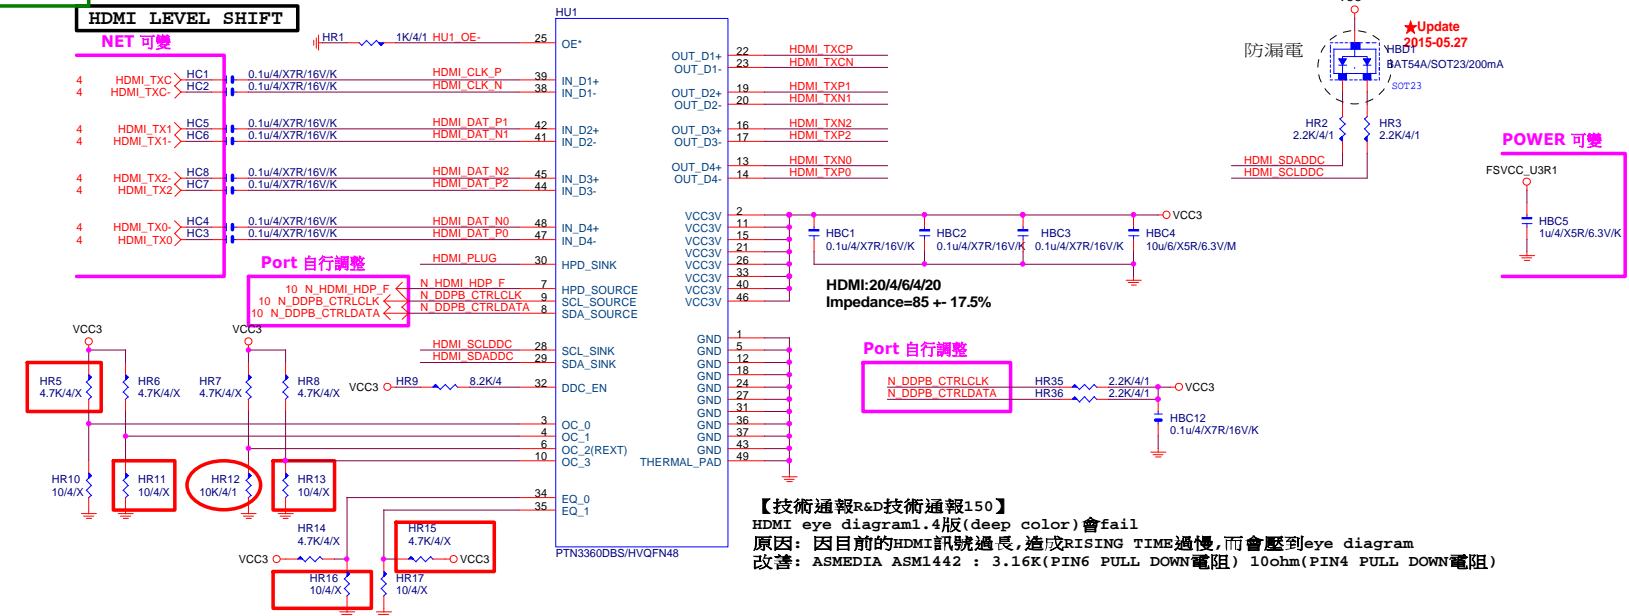 HDMI LEVEL SHIFT
NET 可變
HU1
HR1 1K/4/1 HU1_OE- 25 OE*
4 HDMI_TXC HC1 0.1u/4/X7R/16V/K HDMI_CLK_P 39 IN_D1+
4 HDMI_TXC- HC2 0.1u/4/X7R/16V/K HDMI_CLK_N 38 IN_D1-
4 HDMI_TX1 HC5 0.1u/4/X7R/16V/K HDMI_DAT_P1 42 IN_D2+
4 HDMI_TX1- HC6 0.1u/4/X7R/16V/K HDMI_DAT_N1 41 IN_D2-
4 HDMI_TX2- HC8 0.1u/4/X7R/16V/K HDMI_DAT_N2 45 IN_D3+
4 HDMI_TX2 HC7 0.1u/4/X7R/16V/K HDMI_DAT_P2 44 IN_D3-
4 HDMI_TX0- HC4 0.1u/4/X7R/16V/K HDMI_DAT_N0 48 IN_D4+
4 HDMI_TX0 HC3 0.1u/4/X7R/16V/K HDMI_DAT_P0 47 IN_D4-
HDMI_PLUG 30 HPD_SINK
Port 自行調整
10 N_HDMI_HDP_F N_HDMI_HDP_F 7 HPD_SOURCE
10 N_DDPB_CTRLCLK N_DDPB_CTRLCLK 9 SCL_SOURCE
10 N_DDPB_CTRLDATA N_DDPB_CTRLDATA 8 SDA_SOURCE
HDMI_SCLDDC 28 SCL_SINK
HDMI_SDADDC 29 SDA_SINK
VCC3 HR9 8.2K/4 32 DDC_EN
3 OC_0
4 OC_1
6 OC_2(REXT)
10 OC_3
34 EQ_0
35 EQ_1
PTN3360DBS/HVQFN48
VCC3
VCC3
HR5 4.7K/4/X
HR6 4.7K/4/X
HR7 4.7K/4/X
HR8 4.7K/4/X
HR10 10/4/X
HR11 10/4/X
HR12 10K/4/1
HR13 10/4/X
HR14 4.7K/4/X
HR15 4.7K/4/X
VCC3
VCC3
HR16 10/4/X
HR17 10/4/X
OUT_D1+ 22 HDMI_TXCP
OUT_D1- 23 HDMI_TXCN
OUT_D2+ 19 HDMI_TXP1
OUT_D2- 20 HDMI_TXN1
OUT_D3+ 16 HDMI_TXN2
OUT_D3- 17 HDMI_TXP2
OUT_D4+ 13 HDMI_TXN0
OUT_D4- 14 HDMI_TXP0
VCC3V 2 VCC3
VCC3V 11
VCC3V 15
VCC3V 21
VCC3V 26
VCC3V 33
VCC3V 40
VCC3V 46
HBC1 0.1u/4/X7R/16V/K
HBC2 0.1u/4/X7R/16V/K
HBC3 0.1u/4/X7R/16V/K
HBC4 10u/6/X5R/6.3V/M
HDMI:20/4/6/4/20
Impedance=85 +- 17.5%
GND 1
GND 5
GND 12
GND 18
GND 24
GND 27
GND 31
GND 36
GND 37
GND 43
THERMAL_PAD 49
Port 自行調整
N_DDPB_CTRLCLK HR35 2.2K/4/1 VCC3
N_DDPB_CTRLDATA HR36 2.2K/4/1
HBC12
0.1u/4/X7R/16V/K
★Update
2015-05.27
防漏電
HBD1
BAT54A/SOT23/200mA
SOT23
HR2 2.2K/4/1
HR3 2.2K/4/1
HDMI_SDADDC
HDMI_SCLDDC
POWER 可變
FSVCC_U3R1
HBC5
1u/4/X5R/6.3V/K
【技術通報R&D技術通報150】
HDMI eye diagram1.4版(deep color)會fail
原因: 因目前的HDMI訊號過長,造成RISING TIME過慢,而會壓到eye diagram
改善: ASMEDIA ASM1442 : 3.16K(PIN6 PULL DOWN電阻) 10ohm(PIN4 PULL DOWN電阻)